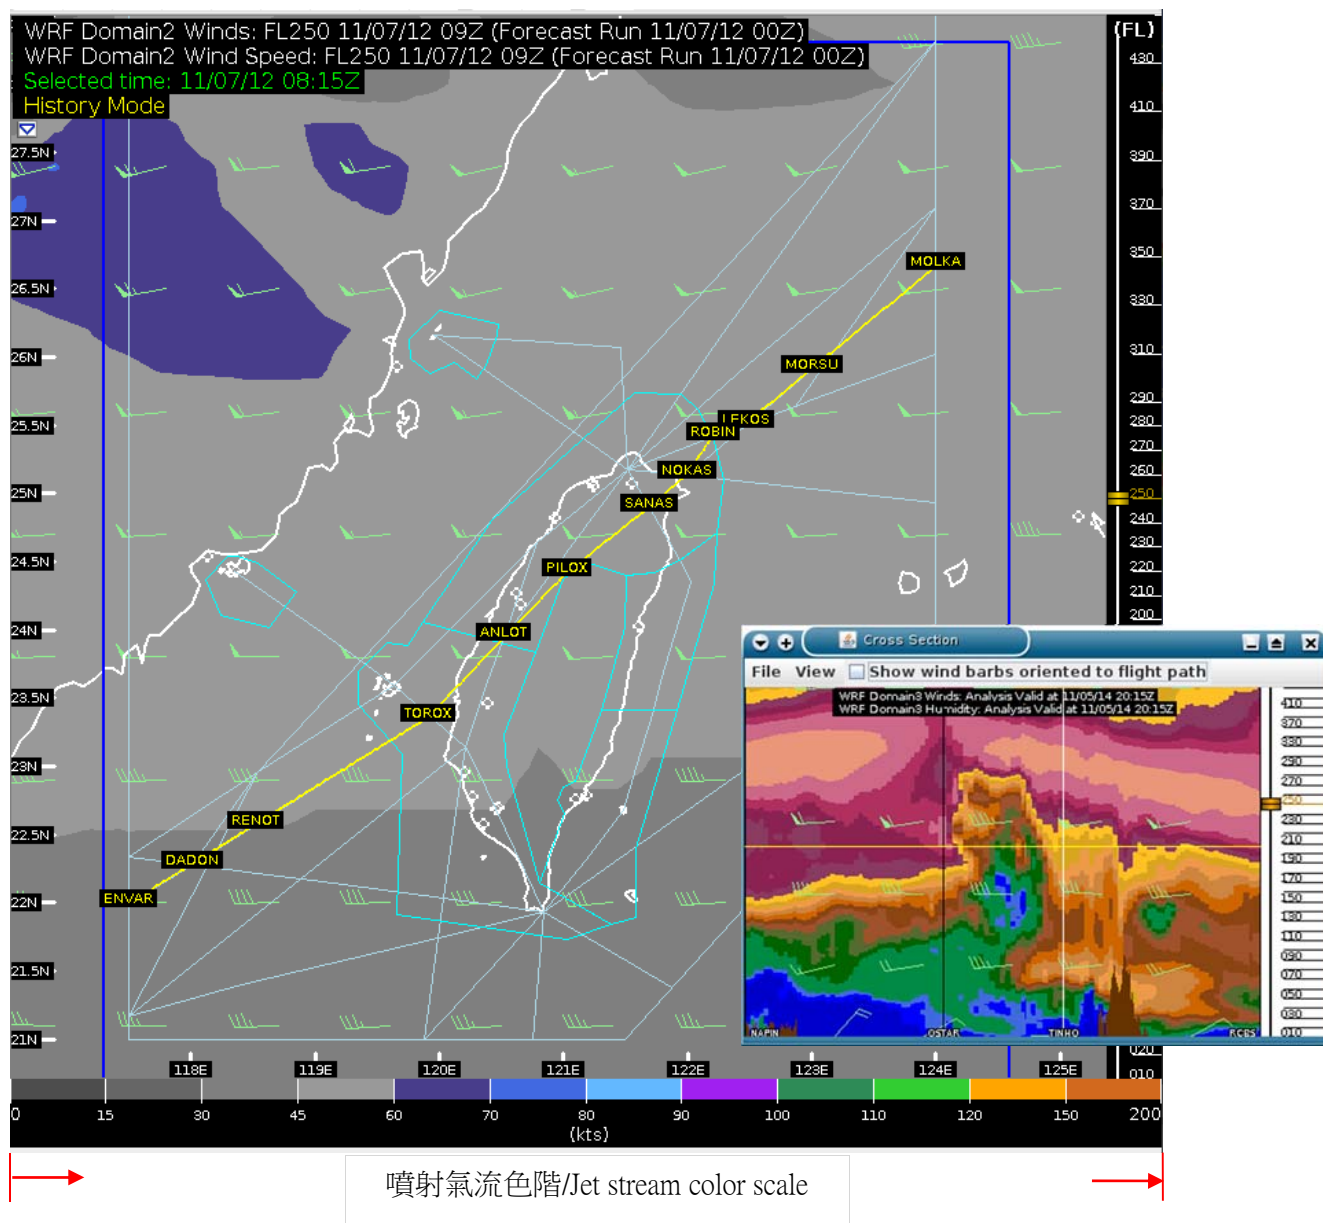 WRF Domain2 Winds: FL250 11/07/12 09Z (Forecast Run 11/07/12 00Z)
WRF Domain2 Wind Speed: FL250 11/07/12 09Z (Forecast Run 11/07/12 00Z)
Selected time: 11/07/12 08:15Z
History Mode
(FL)
430
410
390
370
350
330
310
290
280
270
260
250
240
230
220
210
200
020
010
27.5N
27N
26.5N
26N
25.5N
25N
24.5N
24N
23.5N
23N
22.5N
22N
21.5N
21N
MOLKA
MORSU
LEKOS
ROBIN
NOKAS
SANAS
PILOX
ANLOT
TOROX
RENOT
DADON
ENVAR
118E 119E 120E 121E 122E 123E 124E 125E
0 15 30 45 60 70 80 90 100 110 120 150 200
(kts)
Cross Section
File View Show wind barbs oriented to flight path
WRF Domain3 Winds: Analysis Valid at 11/05/14 20:15Z
WRF Domain3 Humidity: Analysis Valid at 11/05/14 20:15Z
410
370
330
290
270
250
230
210
190
170
150
130
110
090
070
050
030
010
NAPIN OSTAR TINHO RCBS
噴射氣流色階/Jet stream color scale